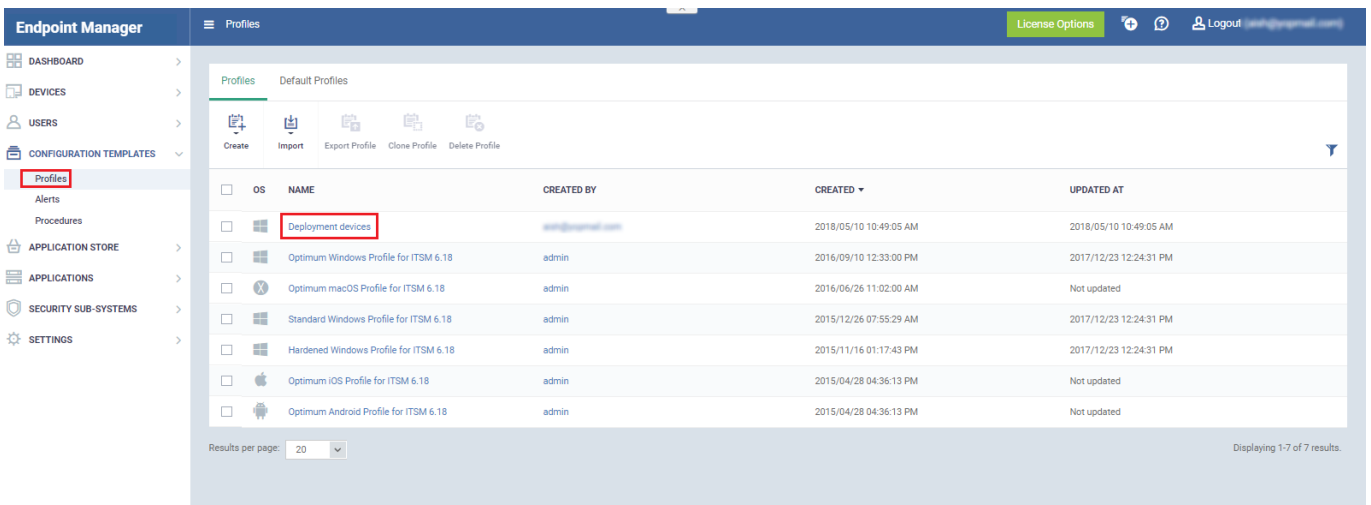 Endpoint Manager
Profiles
License Options
Logout
DASHBOARD
DEVICES
USERS
CONFIGURATION TEMPLATES
Profiles
Alerts
Procedures
APPLICATION STORE
APPLICATIONS
SECURITY SUB-SYSTEMS
SETTINGS
Profiles Default Profiles
Create Import Export Profile Clone Profile Delete Profile
OS NAME CREATED BY CREATED UPDATED AT
Deployment devices 2018/05/10 10:49:05 AM 2018/05/10 10:49:05 AM
Optimum Windows Profile for ITSM 6.18 admin 2016/09/10 12:33:00 PM 2017/12/23 12:24:31 PM
Optimum macOS Profile for ITSM 6.18 admin 2016/06/26 11:02:00 AM Not updated
Standard Windows Profile for ITSM 6.18 admin 2015/12/26 07:55:29 AM 2017/12/23 12:24:31 PM
Hardened Windows Profile for ITSM 6.18 admin 2015/11/16 01:17:43 PM 2017/12/23 12:24:31 PM
Optimum iOS Profile for ITSM 6.18 admin 2015/04/28 04:36:13 PM Not updated
Optimum Android Profile for ITSM 6.18 admin 2015/04/28 04:36:13 PM Not updated
Results per page: 20
Displaying 1-7 of 7 results.